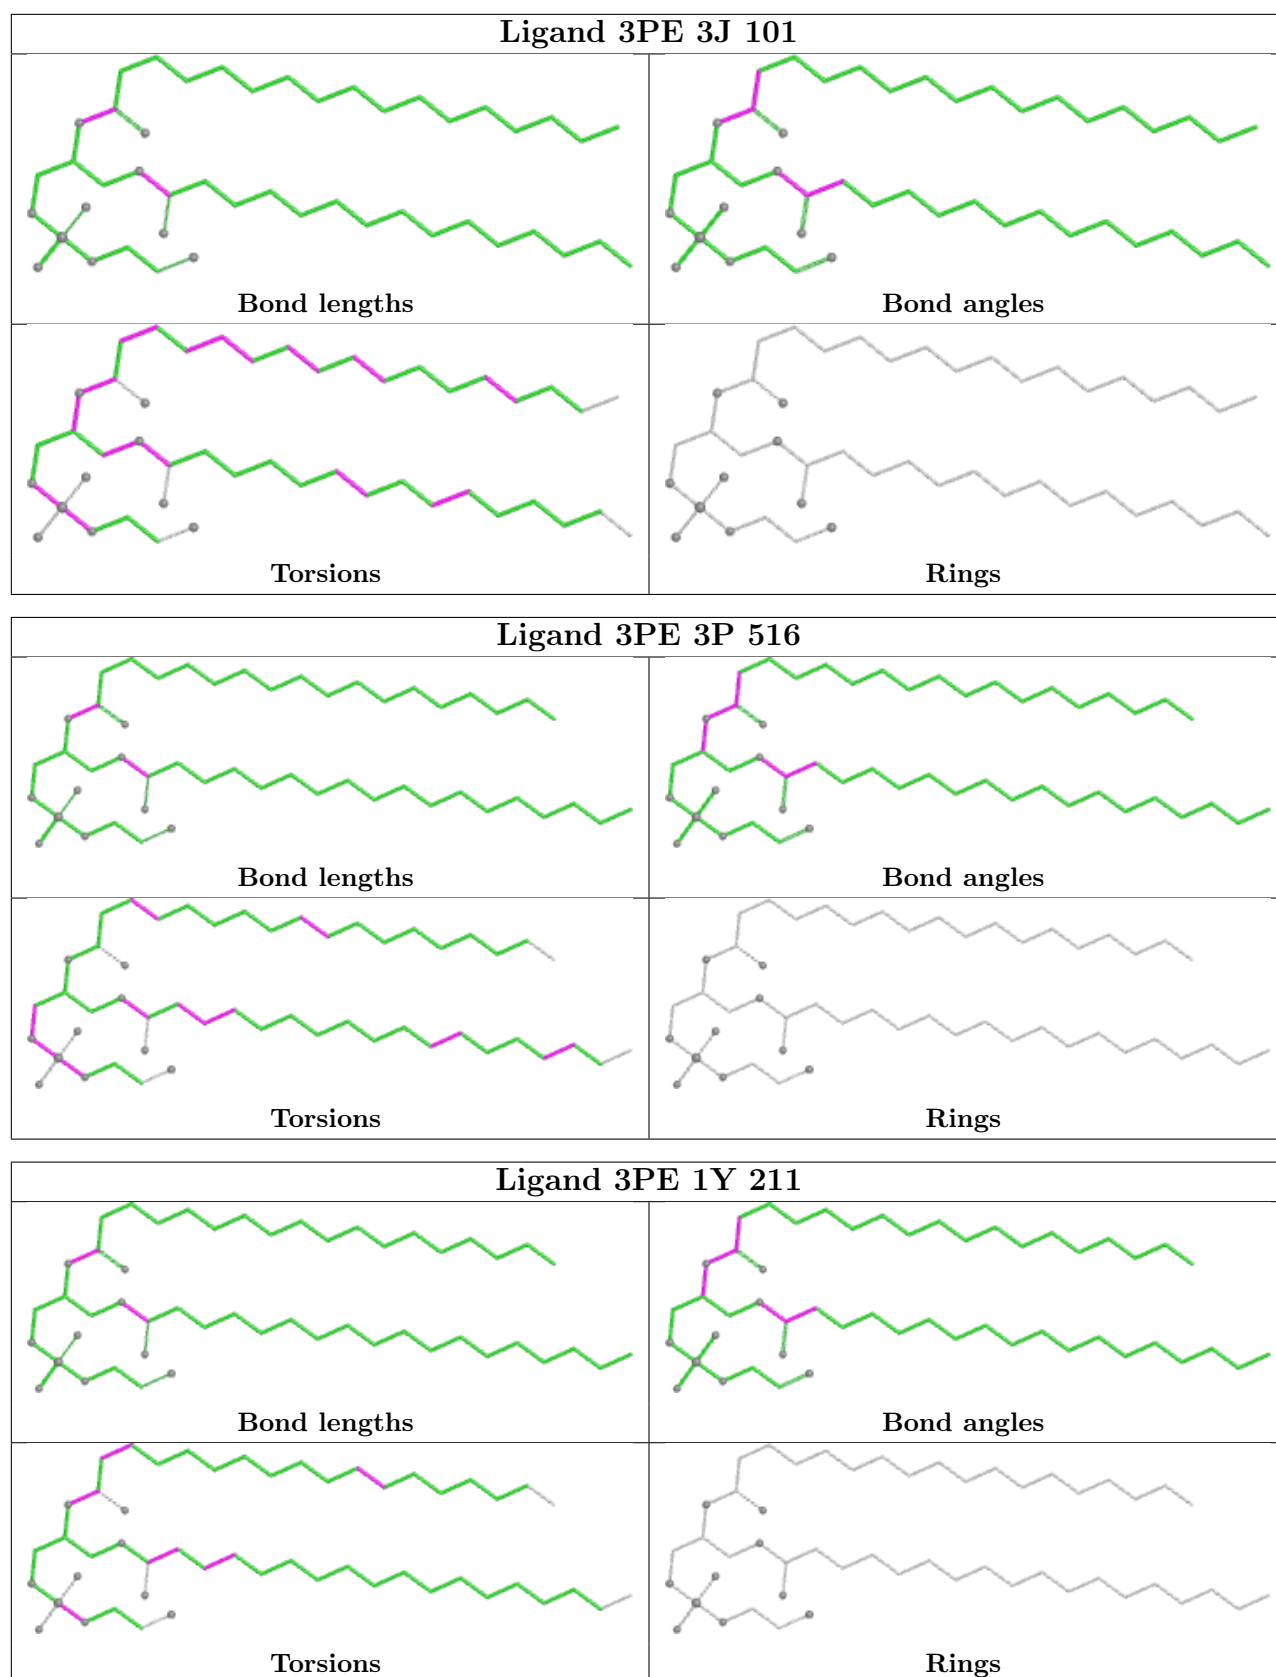 Ligand 3PE 3J 101
Bond lengths
Bond angles
Torsions
Rings
Ligand 3PE 3P 516
Bond lengths
Bond angles
Torsions
Rings
Ligand 3PE 1Y 211
Bond lengths
Bond angles
Torsions
Rings